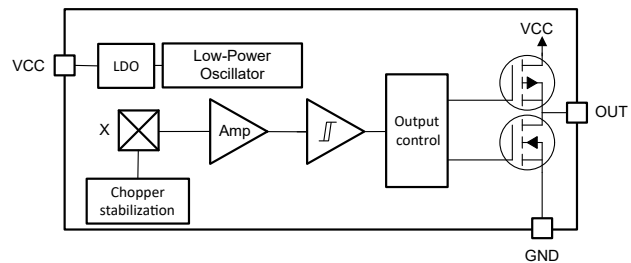 VCC
VCC
LDO
Low-Power
Oscillator
X
Amp
Output
control
OUT
Chopper
stabilization
GND